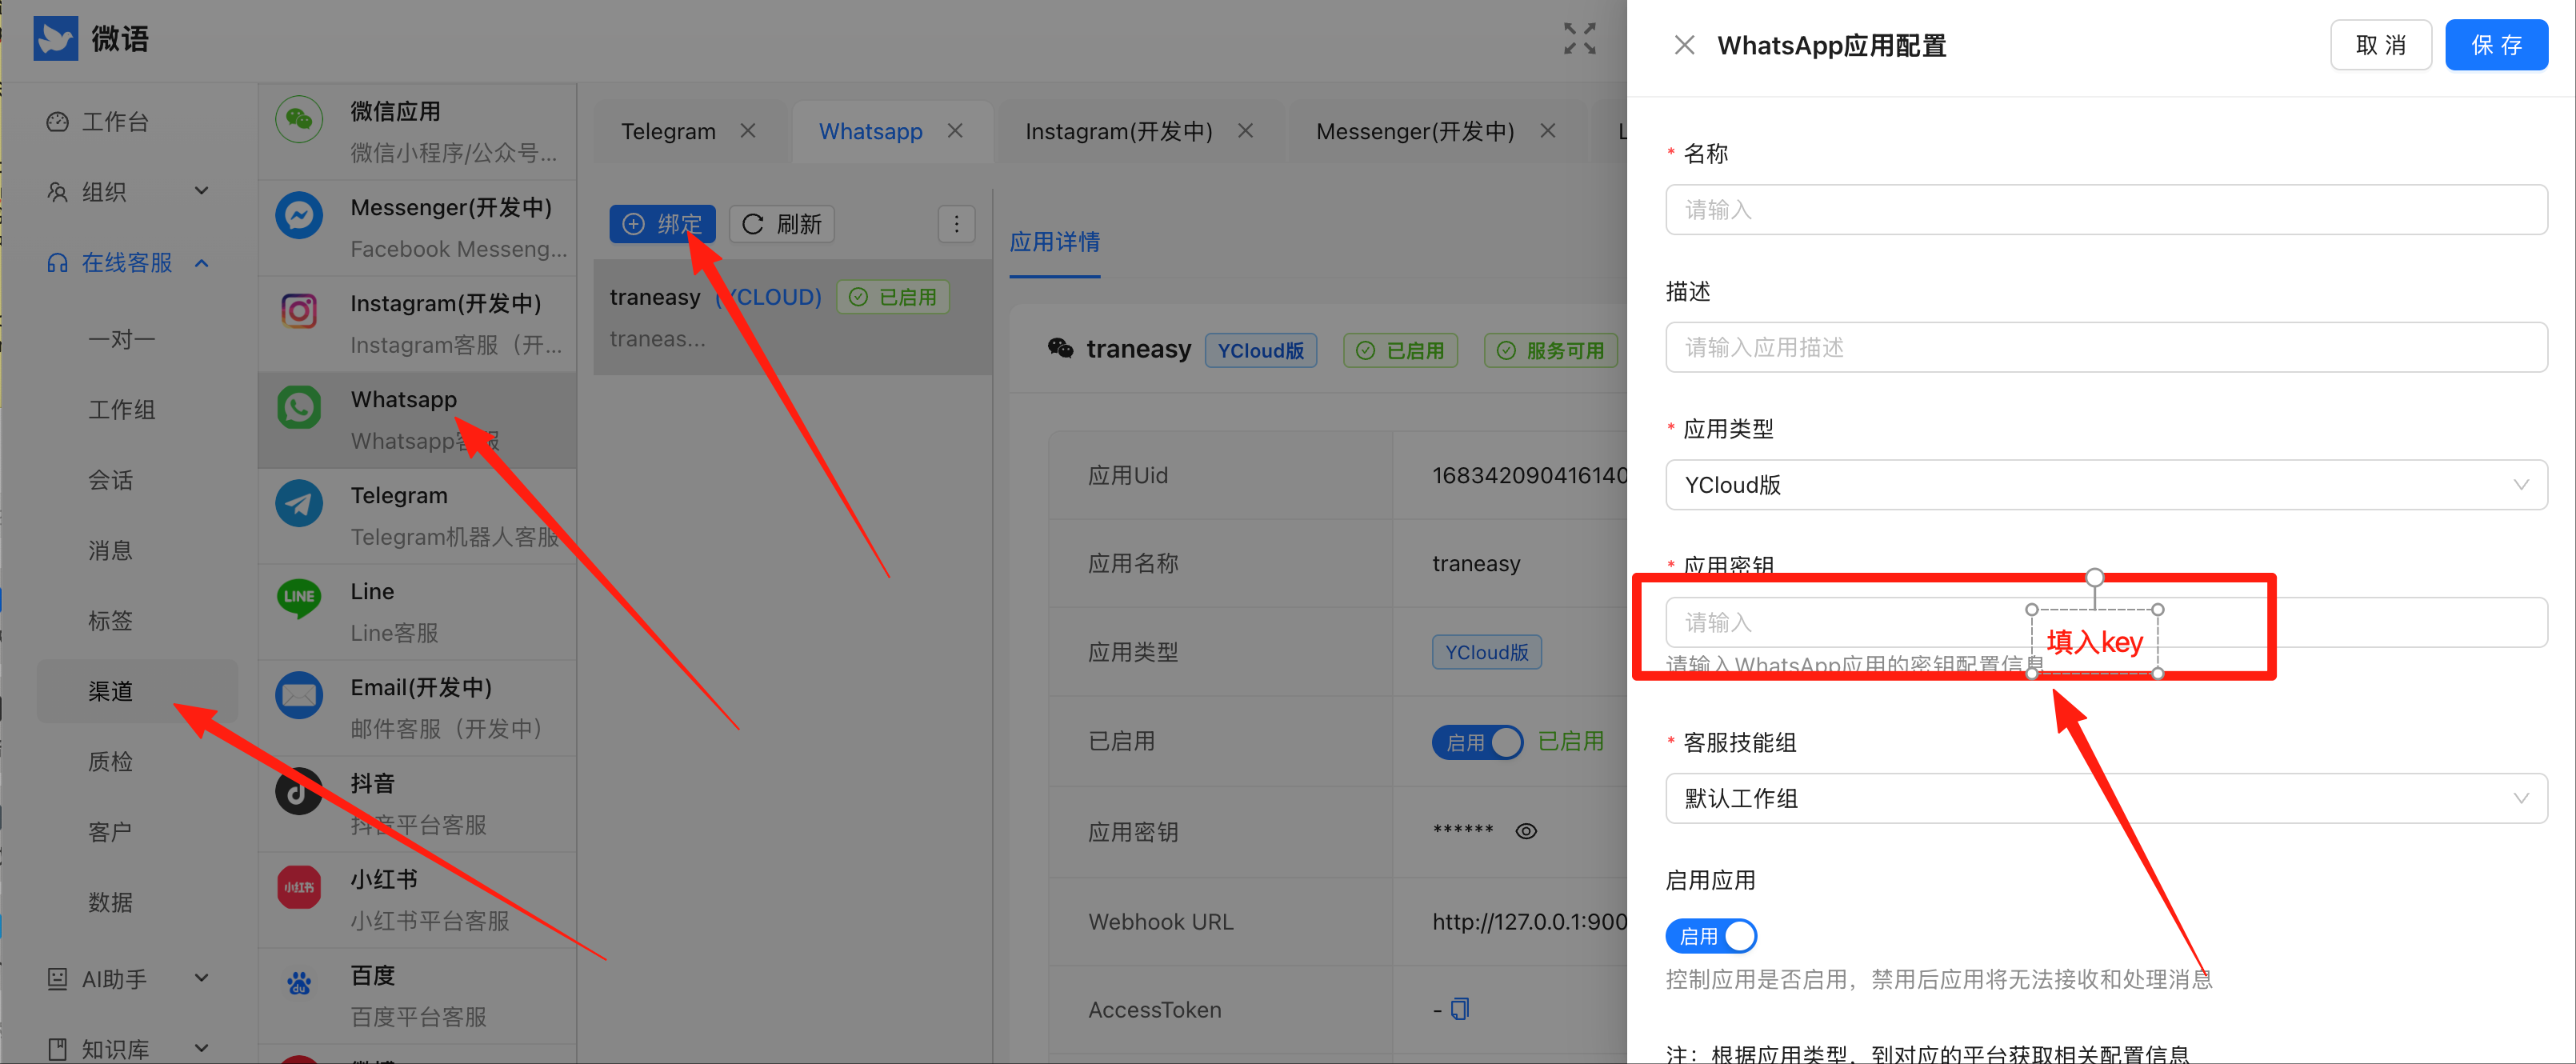 微语
工作台
组织
在线客服
一对一
工作组
会话
消息
标签
渠道
质检
客户
数据
AI助手
知识库
微信应用
微信小程序/公众号...
Messenger(开发中)
Facebook Messeng...
Instagram(开发中)
Instagram客服（开...
Whatsapp
Whatsapp客服
Telegram
Telegram机器人客服
LINE
Line
Line客服
Email(开发中)
邮件客服（开发中）
抖音
抖音平台客服
小红书
小红书
小红书平台客服
du
百度
百度平台客服
Telegram
Whatsapp
Instagram(开发中)
Messenger(开发中)
L
绑定
刷新
traneasy (YCLOUD) 已启用
traneas...
应用详情
traneasy YCloud版 已启用 服务可用
应用Uid 168342090416140
应用名称 traneasy
应用类型 YCloud版
已启用 启用 已启用
应用密钥 ******
Webhook URL http://127.0.0.1:900
AccessToken -
WhatsApp应用配置
取 消
保 存
* 名称
请输入
描述
请输入应用描述
* 应用类型
YCloud版
* 应用密钥
请输入
填入key
请输入WhatsApp应用的密钥配置信息
* 客服技能组
默认工作组
启用应用
启用
控制应用是否启用，禁用后应用将无法接收和处理消息
注：根据应用类型，到对应的平台获取相关配置信息